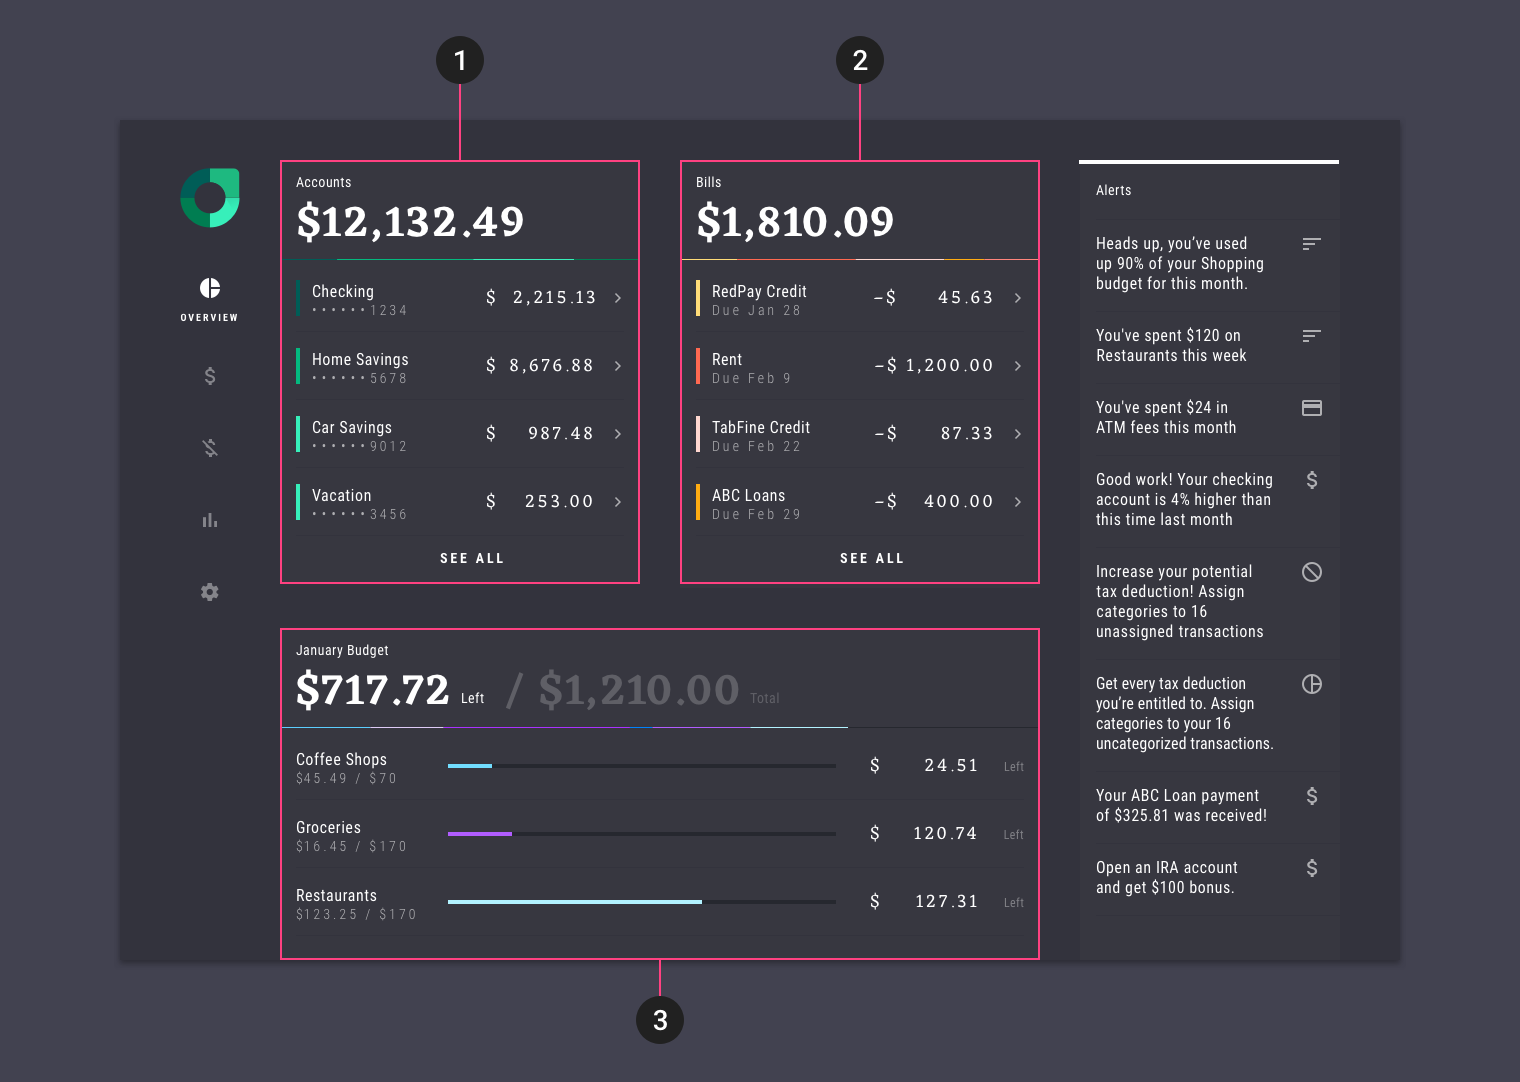 1
2
Accounts
$12,132.49
Checking
$ 2,215.13
••••••1234
Home Savings
$ 8,676.88
••••••5678
Car Savings
$ 987.48
••••••9012
Vacation
$ 253.00
••••••3456
SEE ALL
Bills
$1,810.09
RedPay Credit
–$ 45.63
Due Jan 28
Rent
–$ 1,200.00
Due Feb 9
TabFine Credit
–$ 87.33
Due Feb 22
ABC Loans
–$ 400.00
Due Feb 29
SEE ALL
OVERVIEW
January Budget
$717.72 Left / $1,210.00 Total
Coffee Shops
$45.49 / $70
$ 24.51 Left
Groceries
$16.45 / $170
$ 120.74 Left
Restaurants
$123.25 / $170
$ 127.31 Left
3
Alerts
Heads up, you’ve used
up 90% of your Shopping
budget for this month.
You've spent $120 on
Restaurants this week
You've spent $24 in
ATM fees this month
Good work! Your checking
account is 4% higher than
this time last month
Increase your potential
tax deduction! Assign
categories to 16
unassigned transactions
Get every tax deduction
you’re entitled to. Assign
categories to your 16
uncategorized transactions.
Your ABC Loan payment
of $325.81 was received!
Open an IRA account
and get $100 bonus.